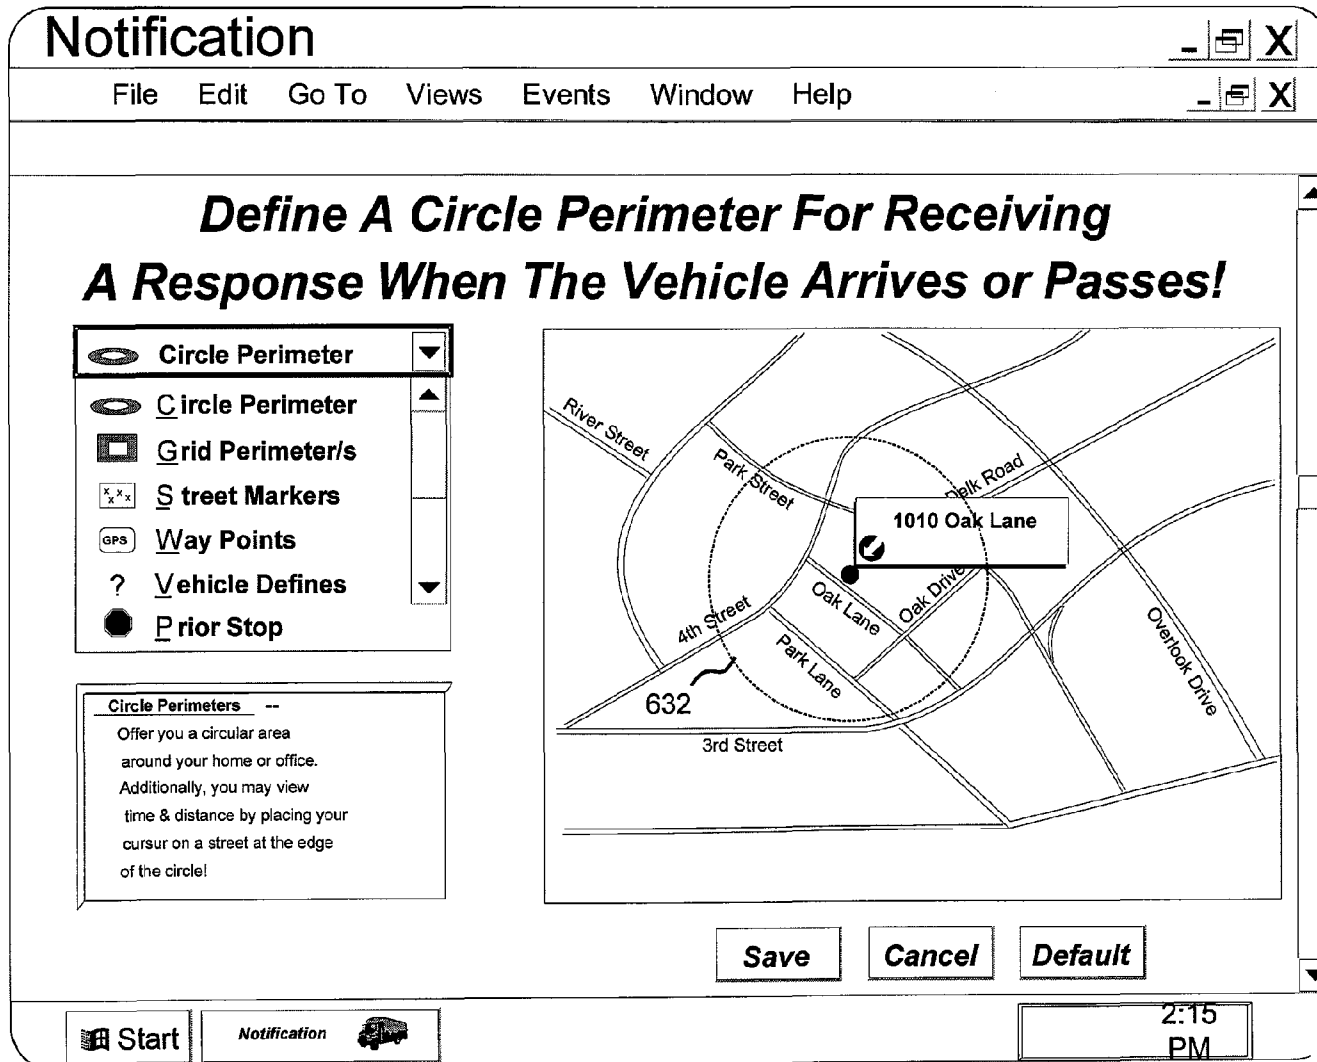 Notification
- X
File Edit Go To Views Events Window Help
- X
Define A Circle Perimeter For Receiving
A Response When The Vehicle Arrives or Passes!
Circle Perimeter
Circle Perimeter
Grid Perimeter/s
x x x x Street Markers
GPS Way Points
? Vehicle Defines
Prior Stop
Circle Perimeters --
Offer you a circular area
around your home or office.
Additionally, you may view
time & distance by placing your
cursur on a street at the edge
of the circle!
River Street
Park Street
Delk Road
1010 Oak Lane
Oak Lane
Oak Drive
4th Street
Park Lane
Overlook Drive
632
3rd Street
Save Cancel Default
Start
Notification
2:15
PM